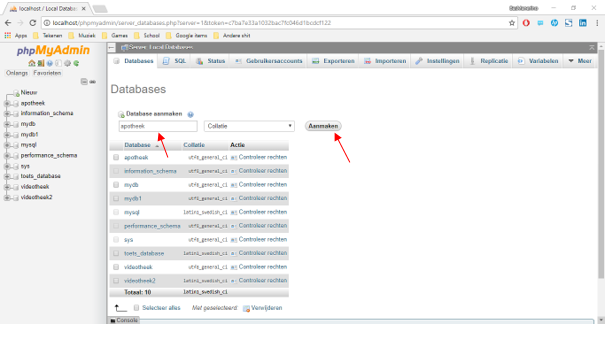 localhost / Local Databas
localhost/phpmyadmin/server_databases.php?server=1&token=c7ba7e33a1032bac7fc046d1bcdcf122
Apps Tekenen Muziek Games School Google items Andere shit
phpMyAdmin
Onlangs Favorieten
Nieuw
apotheek
information_schema
mydb
mydb1
mysql
performance_schema
sys
toets_database
videotheek
videotheek2
Server: Local Databases
Databases SQL Status Gebruikersaccounts Exporteren Importeren Instellingen Replicatie Variabelen Meer
Databases
Database aanmaken
apotheek Collatie Aanmaken
Database Collatie Actie
apotheek utf8_general_ci Controleer rechten
information_schema utf8_general_ci Controleer rechten
mydb utf8_general_ci Controleer rechten
mydb1 utf8_general_ci Controleer rechten
mysql latin1_swedish_ci Controleer rechten
performance_schema utf8_general_ci Controleer rechten
sys utf8_general_ci Controleer rechten
toets_database latin1_swedish_ci Controleer rechten
videotheek utf8_general_ci Controleer rechten
videotheek2 latin1_swedish_ci Controleer rechten
Totaal: 10 latin1_swedish_ci
Selecteer alles Met geselecteerd: Verwijderen
Console